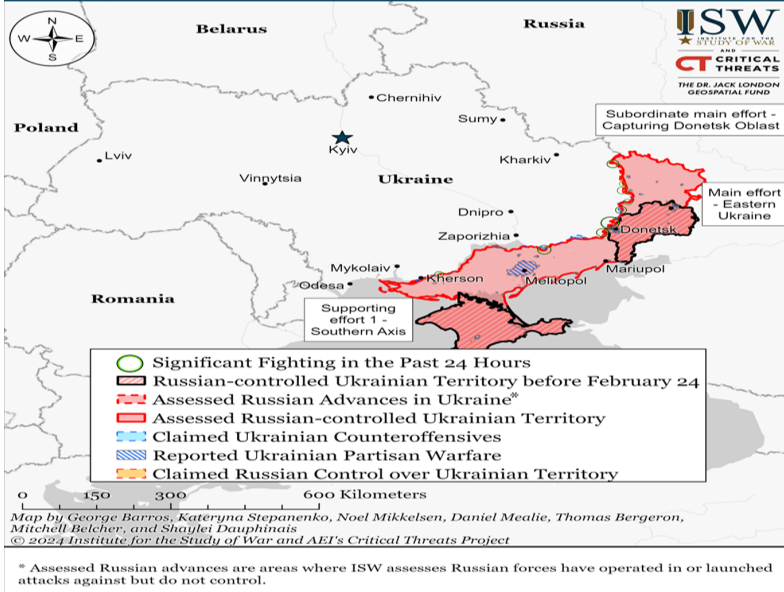 N
W
E
S
Belarus
Russia
ISW
INSTITUTE FOR THE
STUDY OF WAR
AND
CT CRITICAL
THREATS
THE DR. JACK LONDON
GEOSPATIAL FUND
Subordinate main effort -
Capturing Donetsk Oblast
Chernihiv
Sumy
Poland
Kyiv
Lviv
Kharkiv
Vinnytsia
Ukraine
Main effort
- Eastern
Ukraine
Dnipro
Donetsk
Zaporizhia
Mykolaiv
Kherson
Melitopol
Mariupol
Odesa
Romania
Supporting
effort 1 -
Southern Axis
Significant Fighting in the Past 24 Hours
Russian-controlled Ukrainian Territory before February 24
Assessed Russian Advances in Ukraine*
Assessed Russian-controlled Ukrainian Territory
Claimed Ukrainian Counteroffensives
Reported Ukrainian Partisan Warfare
Claimed Russian Control over Ukrainian Territory
0 150 300 600 Kilometers
Map by George Barros, Kateryna Stepanenko, Noel Mikkelsen, Daniel Mealie, Thomas Bergeron,
Mitchell Belcher, and Shaylei Dauphinais
© 2024 Institute for the Study of War and AEI's Critical Threats Project
* Assessed Russian advances are areas where ISW assesses Russian forces have operated in or launched
attacks against but do not control.